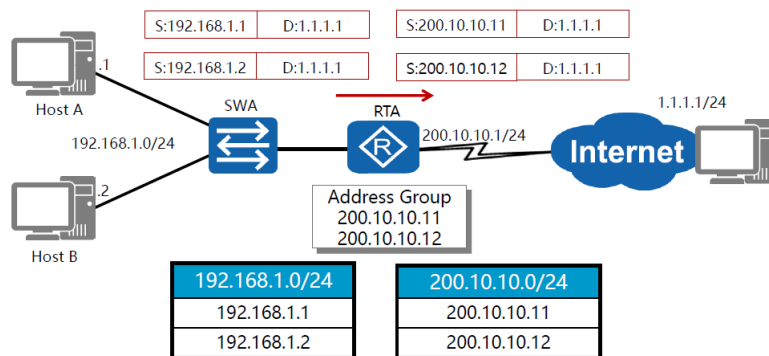 S:192.168.1.1 D:1.1.1.1 S:200.10.10.11 D:1.1.1.1
S:192.168.1.2 D:1.1.1.1 S:200.10.10.12 D:1.1.1.1
.1
Host A
SWA
RTA
1.1.1.1/24
192.168.1.0/24
200.10.10.1/24
R
Internet
.2
Host B
Address Group
200.10.10.11
200.10.10.12
192.168.1.0/24 200.10.10.0/24
192.168.1.1 200.10.10.11
192.168.1.2 200.10.10.12